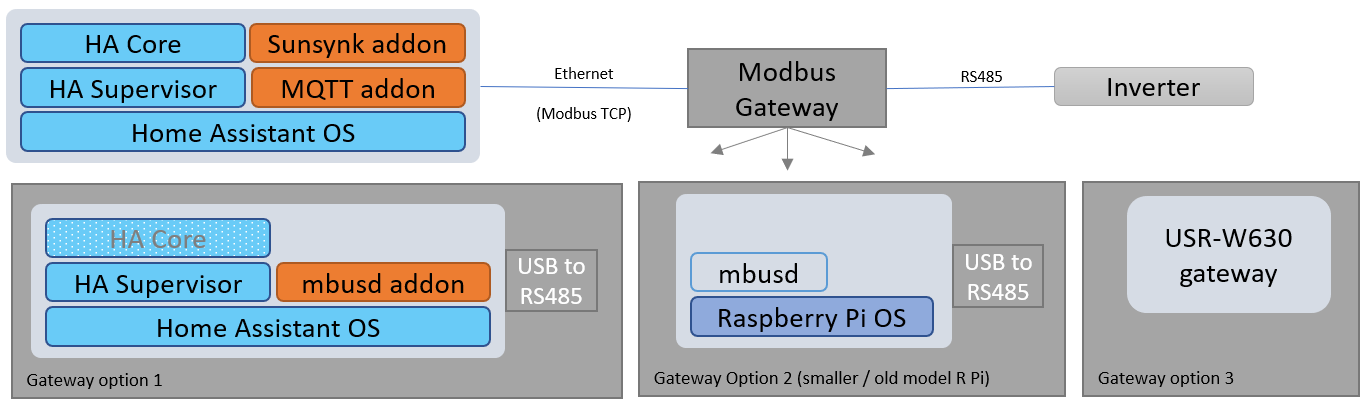 HA Core
Sunsynk addon
HA Supervisor
MQTT addon
Home Assistant OS
Ethernet
(Modbus TCP)
Modbus
Gateway
RS485
Inverter
HA Core
HA Supervisor
mbusd addon
Home Assistant OS
USB to
RS485
Gateway option 1
mbusd
Raspberry Pi OS
USB to
RS485
Gateway Option 2 (smaller / old model R Pi)
USR-W630
gateway
Gateway option 3